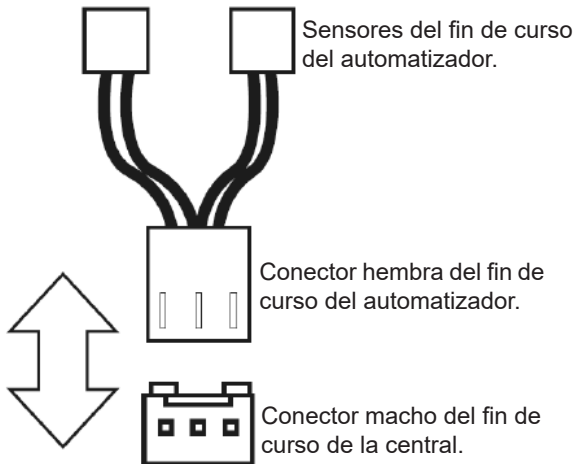 Sensores del fin de curso
del automatizador.
Conector hembra del fin de
curso del automatizador.
Conector macho del fin de
curso de la central.